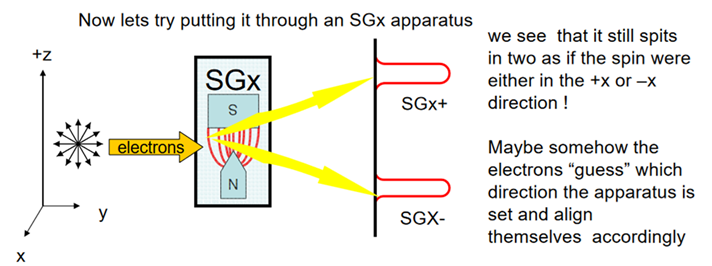 Now lets try putting it through an SGx apparatus
we see that it still spits
in two as if the spin were
either in the +x or –x
direction !
Maybe somehow the
electrons “guess” which
direction the apparatus is
set and align
themselves accordingly
+z
y
x
electrons
SGx
S
N
SGx+
SGX-